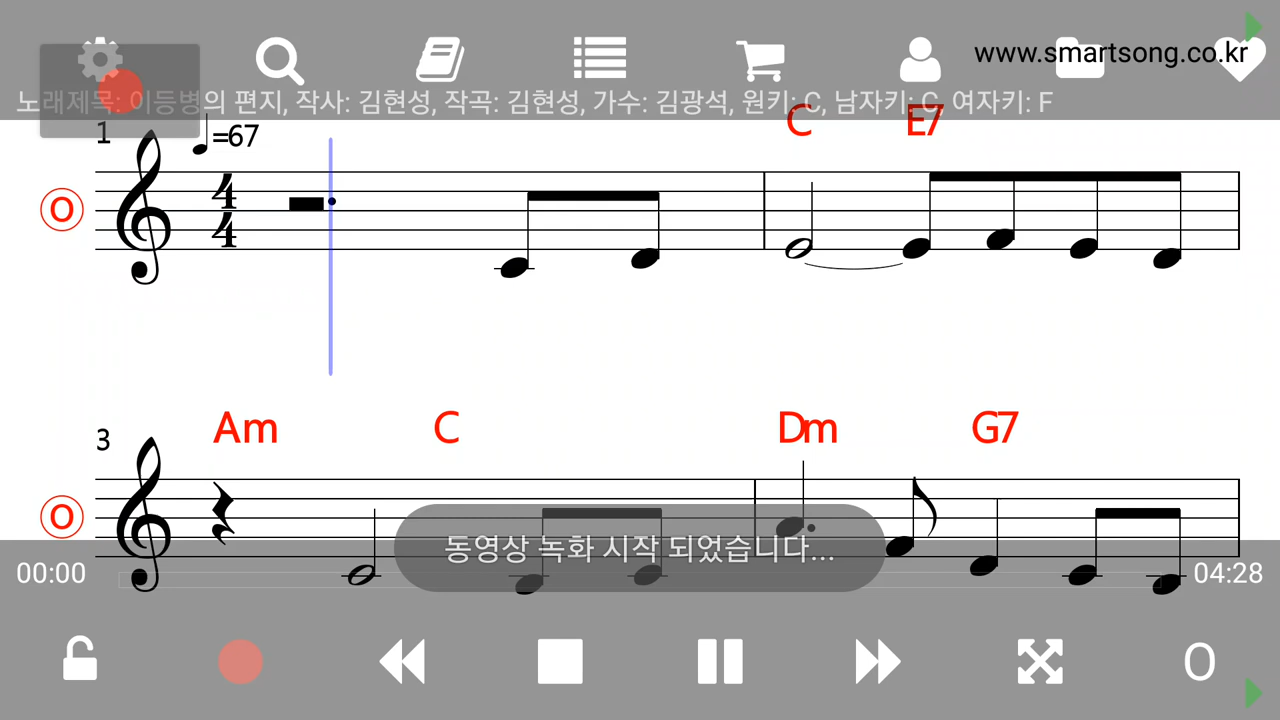 www.smartsong.co.kr
노래제목: 이등병의 편지, 작사: 김현성, 작곡: 김현성, 가수: 김광석, 원키: C, 남자키: C, 여자키: F
1 =67 C E7
O 4 4
3 Am C Dm G7
O
동영상 녹화 시작 되었습니다...
00:00 04:28
O